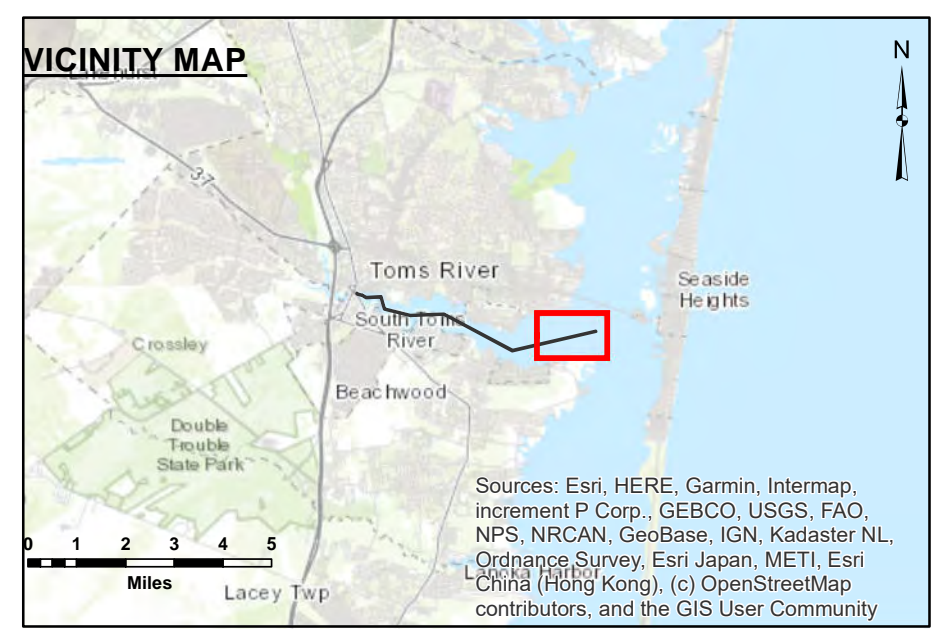 VICINITY MAP
Lakehurst
N
37
Toms River
Seaside
Heights
South Toms
River
Crossley
Beachwood
Double
Trouble
State Park
Sources: Esri, HERE, Garmin, Intermap,
increment P Corp., GEBCO, USGS, FAO,
NPS, NRCAN, GeoBase, IGN, Kadaster NL,
Ordnance Survey, Esri Japan, METI, Esri
China (Hong Kong), (c) OpenStreetMap
contributors, and the GIS User Community
0 1 2 3 4 5
Miles
Lanoka Harbor
Lacey Twp